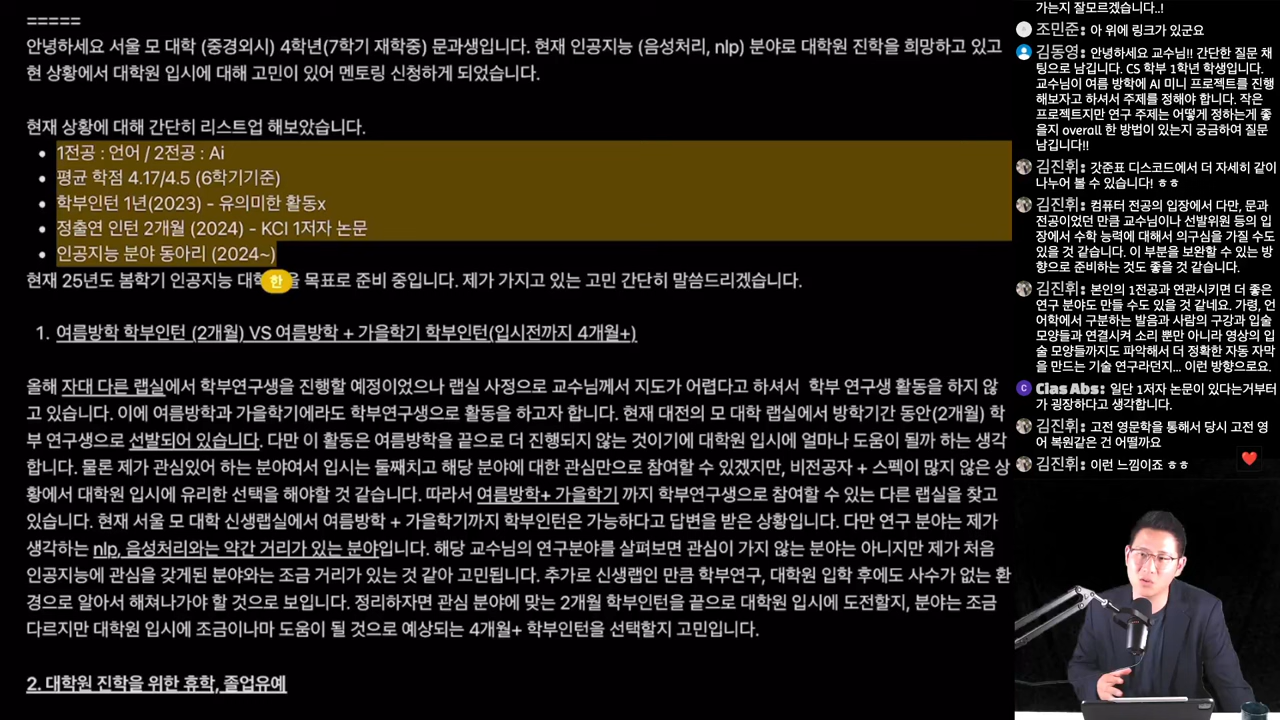 =====
안녕하세요 서울 모 대학 (중경외시) 4학년(7학기 재학중) 문과생입니다. 현재 인공지능 (음성처리, nlp) 분야로 대학원 진학을 희망하고 있고
현 상황에서 대학원 입시에 대해 고민이 있어 멘토링 신청하게 되었습니다.
현재 상황에 대해 간단히 리스트업 해보았습니다.
• 1전공 : 언어 / 2전공 : Ai
• 평균 학점 4.17/4.5 (6학기기준)
• 학부인턴 1년(2023) - 유의미한 활동x
• 정출연 인턴 2개월 (2024) - KCI 1저자 논문
• 인공지능 분야 동아리 (2024~)
현재 25년도 봄학기 인공지능 대학 한 을 목표로 준비 중입니다. 제가 가지고 있는 고민 간단히 말씀드리겠습니다.
1. 여름방학 학부인턴 (2개월) VS 여름방학 + 가을학기 학부인턴(입시전까지 4개월+)
올해 자대 다른 랩실에서 학부연구생을 진행할 예정이었으나 랩실 사정으로 교수님께서 지도가 어렵다고 하셔서 학부 연구생 활동을 하지 않
고 있습니다. 이에 여름방학과 가을학기에라도 학부연구생으로 활동을 하고자 합니다. 현재 대전의 모 대학 랩실에서 방학기간 동안(2개월) 학
부 연구생으로 선발되어 있습니다. 다만 이 활동은 여름방학을 끝으로 더 진행되지 않는 것이기에 대학원 입시에 얼마나 도움이 될까 하는 생각
합니다. 물론 제가 관심있어 하는 분야여서 입시는 둘째치고 해당 분야에 대한 관심만으로 참여할 수 있겠지만, 비전공자 + 스펙이 많지 않은 상
황에서 대학원 입시에 유리한 선택을 해야할 것 같습니다. 따라서 여름방학+ 가을학기 까지 학부연구생으로 참여할 수 있는 다른 랩실을 찾고
있습니다. 현재 서울 모 대학 신생랩실에서 여름방학 + 가을학기까지 학부인턴은 가능하다고 답변을 받은 상황입니다. 다만 연구 분야는 제가
생각하는 nlp, 음성처리와는 약간 거리가 있는 분야입니다. 해당 교수님의 연구분야를 살펴보면 관심이 가지 않는 분야는 아니지만 제가 처음
인공지능에 관심을 갖게된 분야와는 조금 거리가 있는 것 같아 고민됩니다. 추가로 신생랩인 만큼 학부연구, 대학원 입학 후에도 사수가 없는 환
경으로 알아서 해쳐나가야 할 것으로 보입니다. 정리하자면 관심 분야에 맞는 2개월 학부인턴을 끝으로 대학원 입시에 도전할지, 분야는 조금
다르지만 대학원 입시에 조금이나마 도움이 될 것으로 예상되는 4개월+ 학부인턴을 선택할지 고민입니다.
2. 대학원 진학을 위한 휴학, 졸업유예
가는지 잘모르겠습니다..!
조민준: 아 위에 링크가 있군요
김동영: 안녕하세요 교수님!! 간단한 질문 채
팅으로 남깁니다. CS 학부 1학년 학생입니다.
교수님이 여름 방학에 AI 미니 프로젝트를 진행
해보자고 하셔서 주제를 정해야 합니다. 작은
프로젝트지만 연구 주제는 어떻게 정하는게 좋
을지 overall 한 방법이 있는지 궁금하여 질문
남깁니다!!
김진휘: 갓준표 디스코드에서 더 자세히 같이
나누어 볼 수 있습니다! ㅎㅎ
김진휘: 컴퓨터 전공의 입장에서 다만, 문과
전공이었던 만큼 교수님이나 선발위원 등의 입
장에서 수학 능력에 대해서 의구심을 가질 수도
있을 것 같습니다. 이 부분을 보완할 수 있는 방
향으로 준비하는 것도 좋을 것 같습니다.
김진휘: 본인의 1전공과 연관시키면 더 좋은
연구 분야도 만들 수도 있을 것 같네요. 가령, 언
어학에서 구분하는 발음과 사람의 구강과 입술
모양들과 연결시켜 소리 뿐만 아니라 영상의 입
술 모양들까지도 파악해서 더 정확한 자동 자막
을 만드는 기술 연구라던지... 이런 방향으로요.
C Cias Abs: 일단 1저자 논문이 있다는거부터
가 굉장하다고 생각합니다.
김진휘: 고전 영문학을 통해서 당시 고전 영
어 복원같은 건 어떨까요
김진휘: 이런 느낌이죠 ㅎㅎ